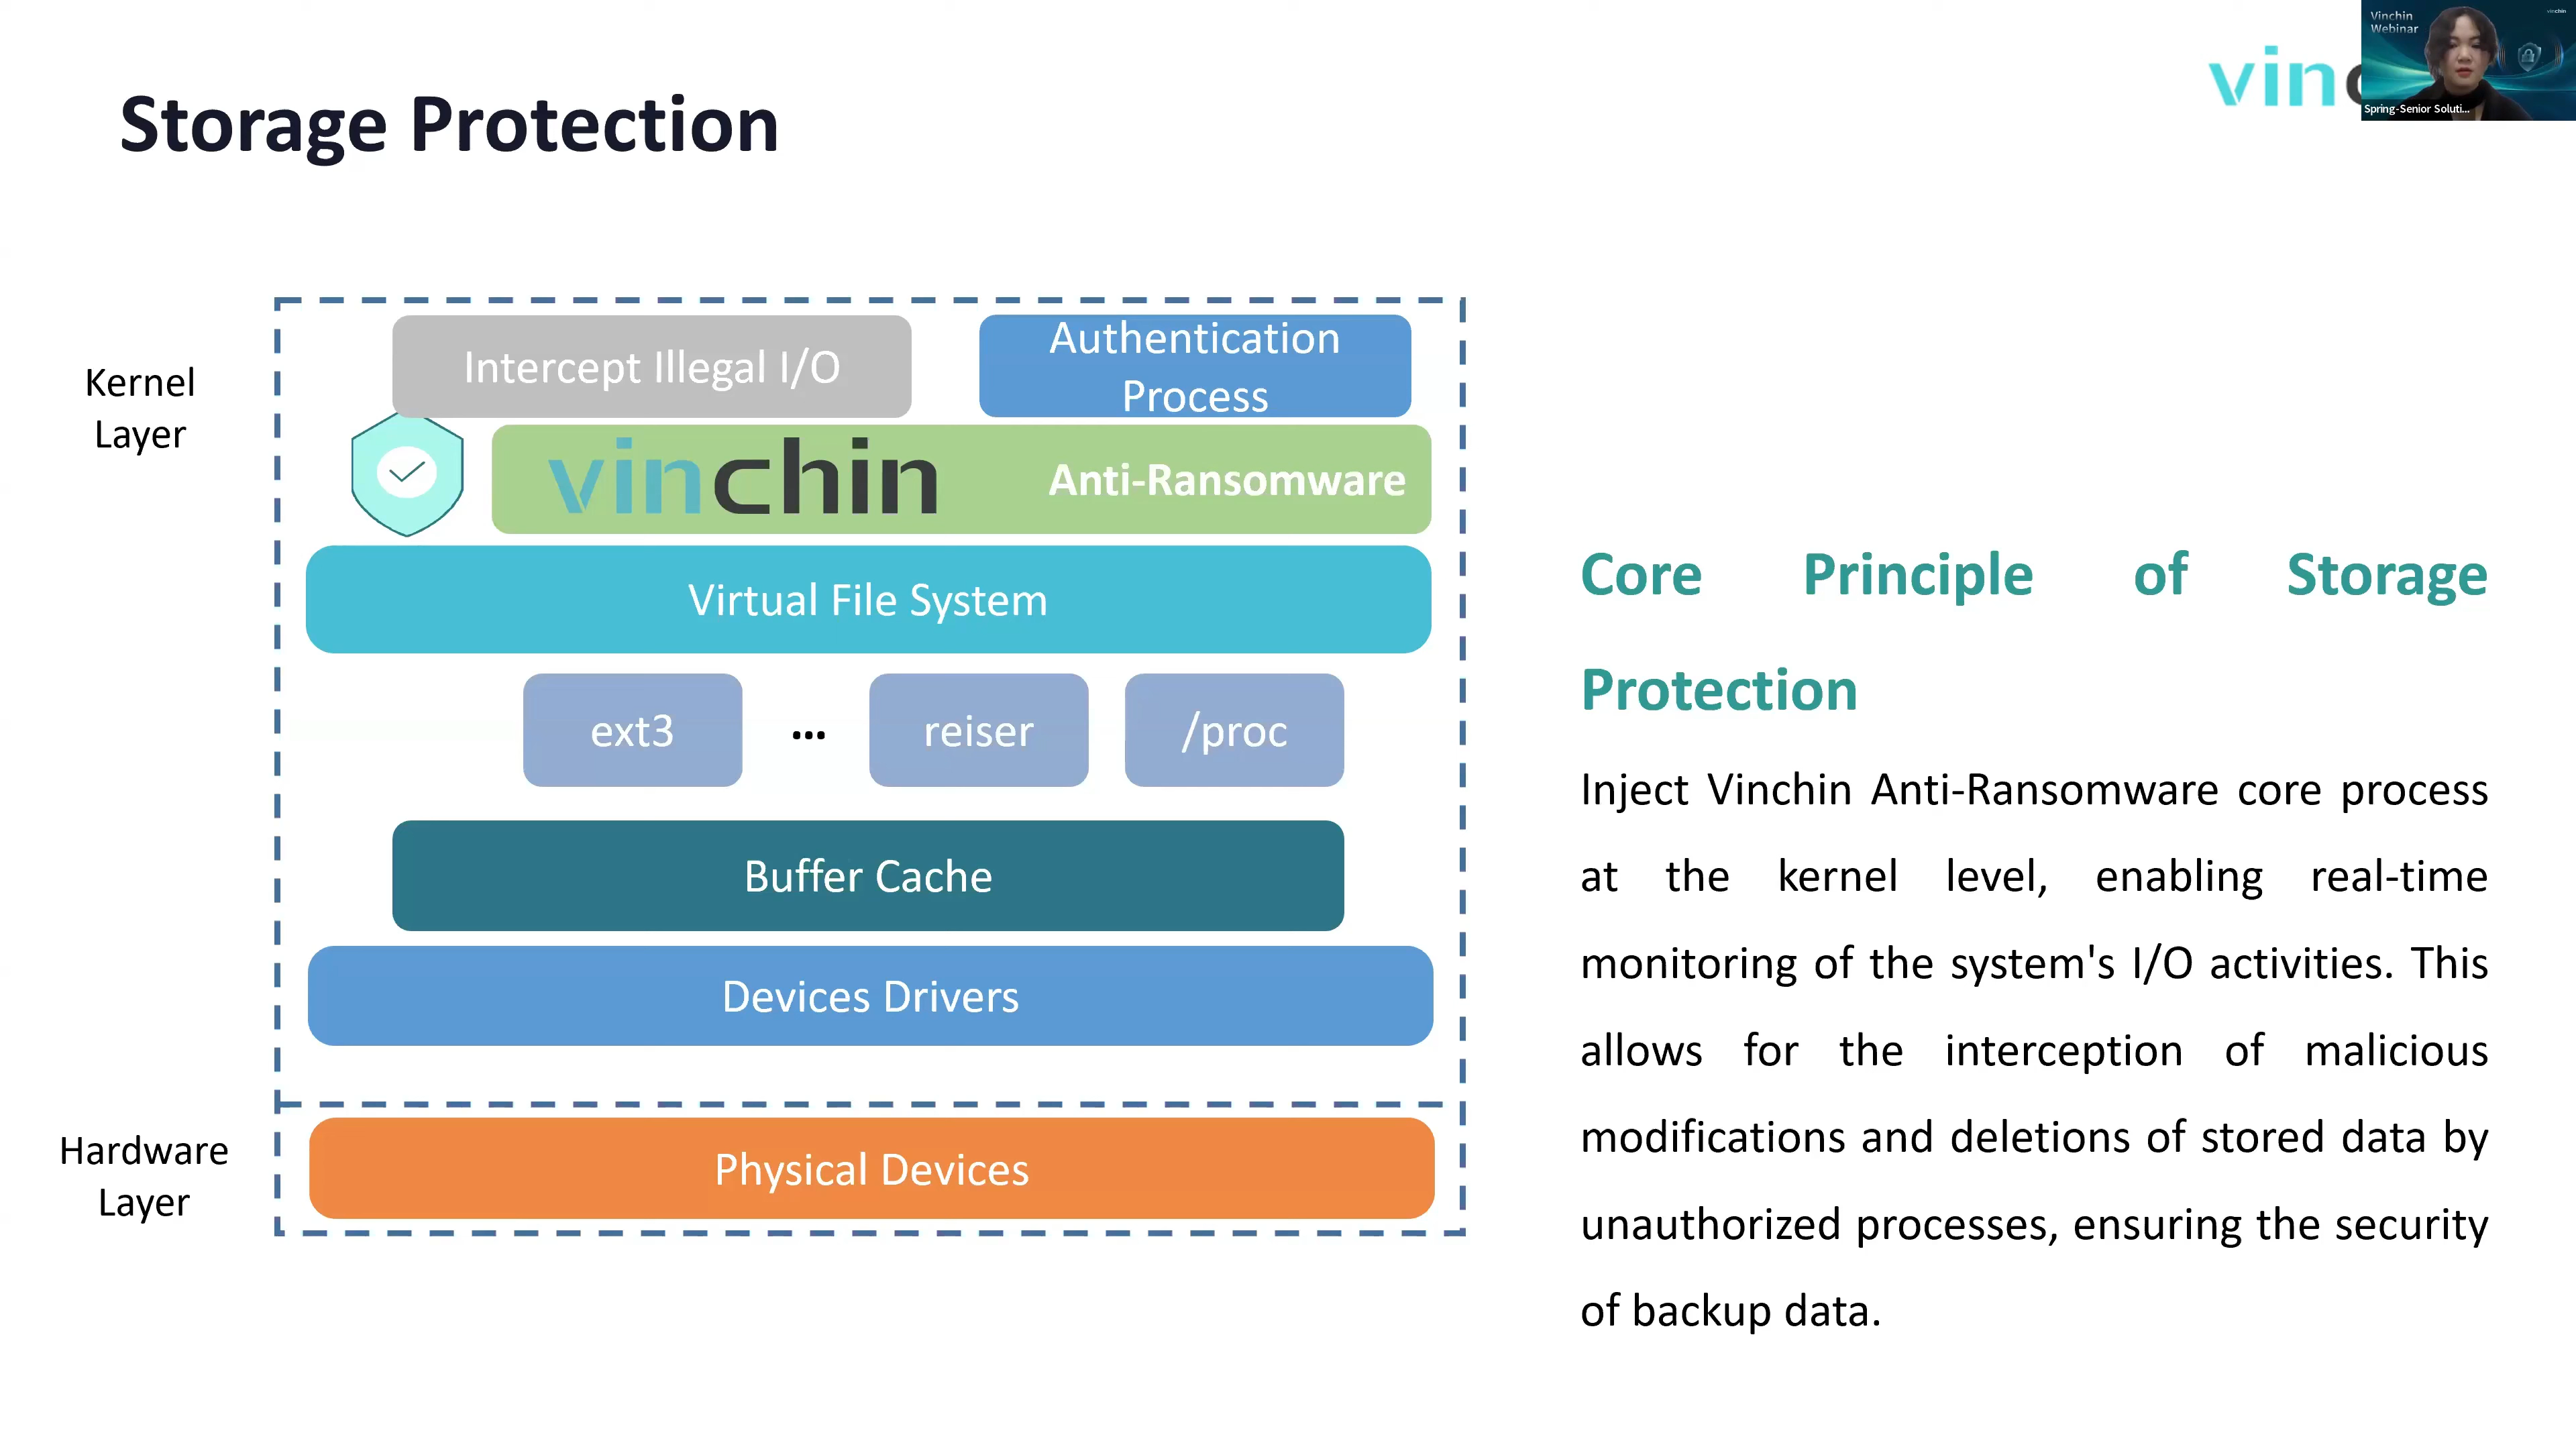 Storage Protection
vinc
Vinchin
Webinar
vinchin
Spring-Senior Soluti...
Kernel
Layer
Intercept Illegal I/O
Authentication
Process
vinchin Anti-Ransomware
Virtual File System
ext3 ... reiser /proc
Buffer Cache
Devices Drivers
Hardware
Layer
Physical Devices
Core Principle of Storage
Protection
Inject Vinchin Anti-Ransomware core process
at the kernel level, enabling real-time
monitoring of the system's I/O activities. This
allows for the interception of malicious
modifications and deletions of stored data by
unauthorized processes, ensuring the security
of backup data.